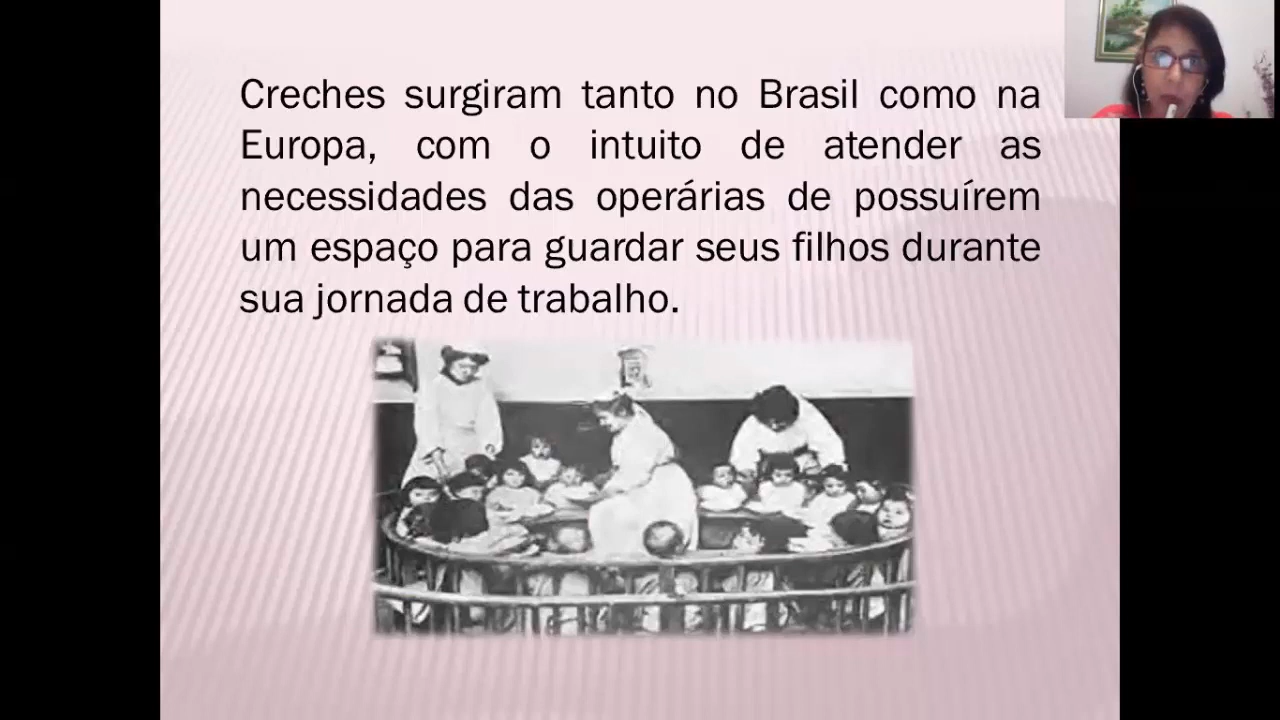 Creches surgiram tanto no Brasil como na
Europa, com o intuito de atender as
necessidades das operárias de possuírem
um espaço para guardar seus filhos durante
sua jornada de trabalho.